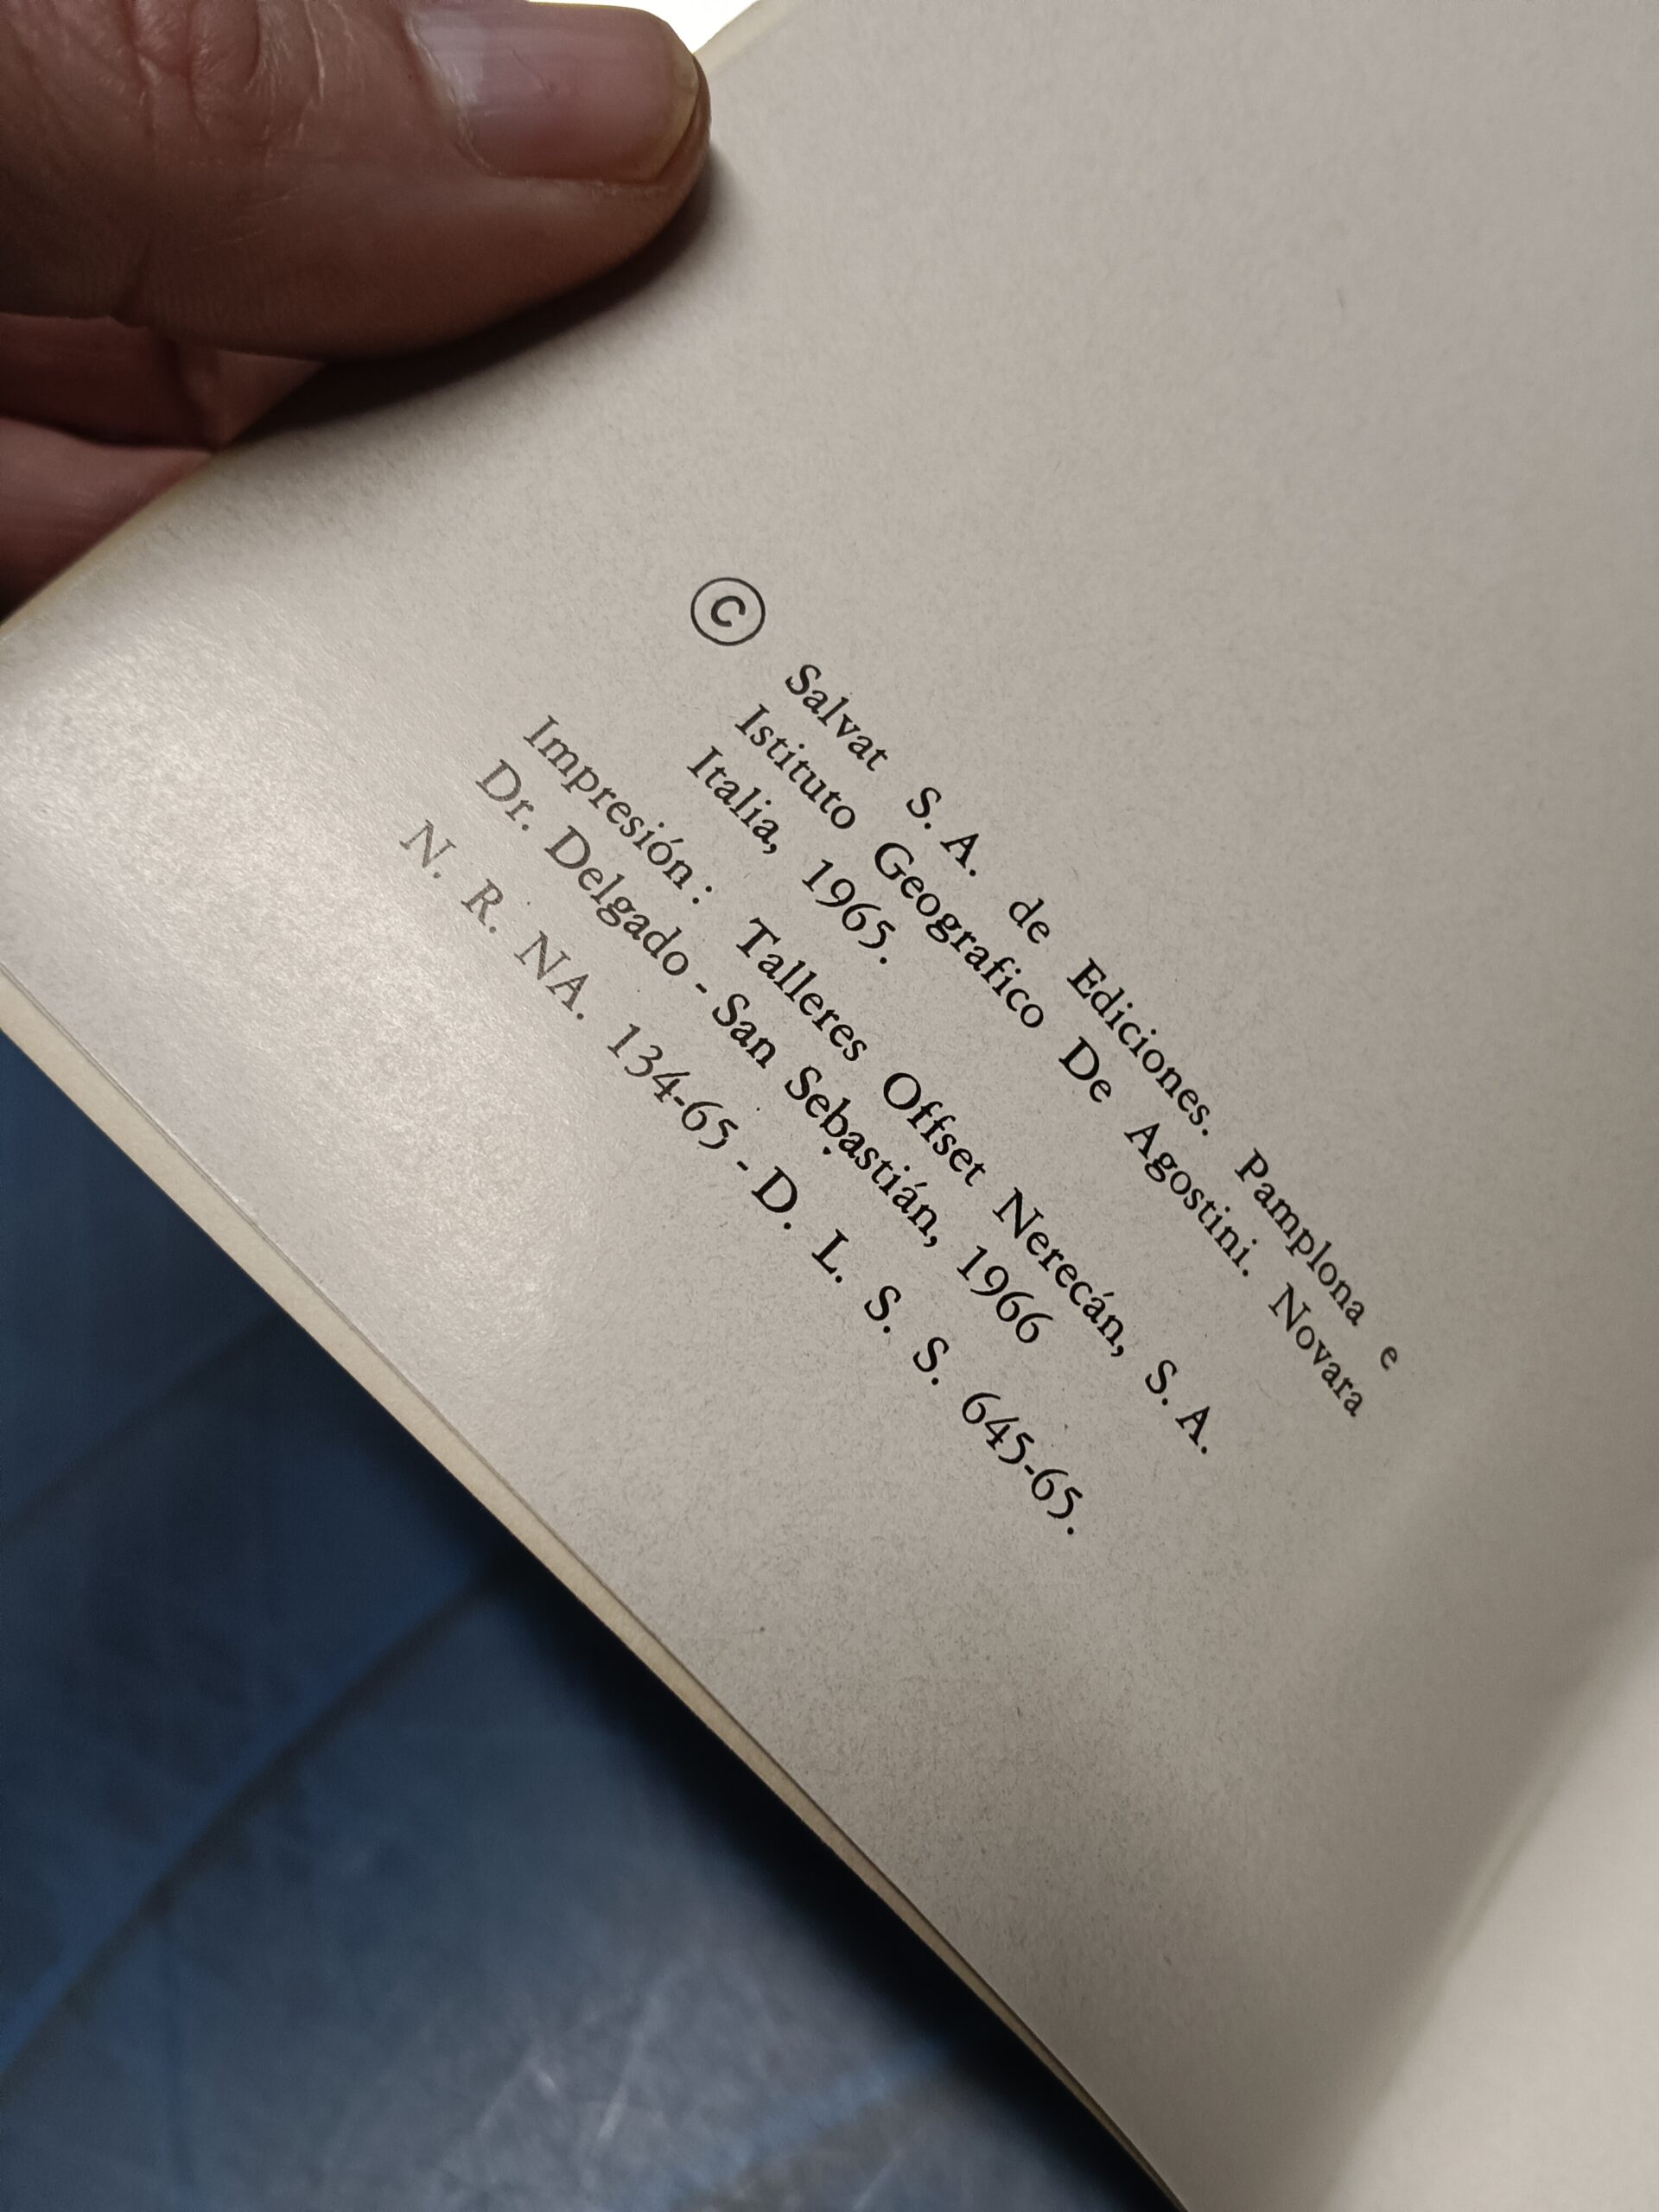 © Salvat S. A. de Ediciones. Pamplona e
Istituto Geografico De Agostini. Novara
Italia, 1965.
Impresión: Talleres Offset Nerecán, S. A.
Dr. Delgado - San Sebastián, 1966
N. R. NA. 134-65 - D. L. S. S. 645-65.